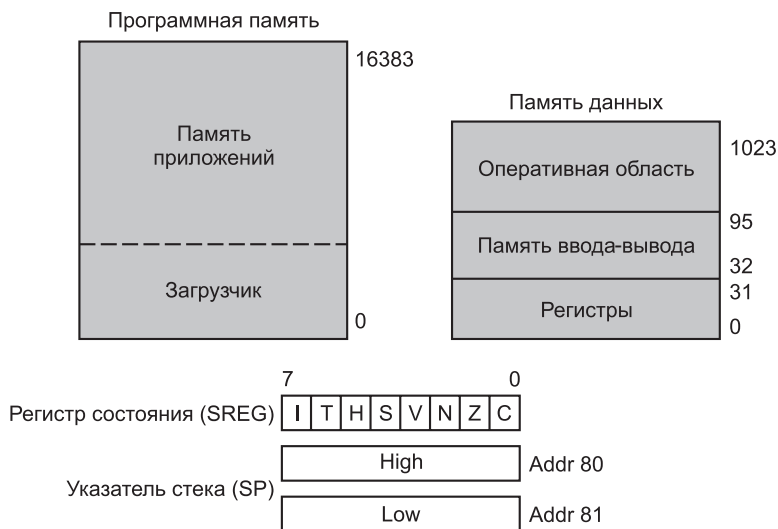 Программная память
16383
Память
приложений
Загрузчик
0
Память данных
1023
Оперативная область
95
Память ввода-вывода
32
31
Регистры
0
7 0
Регистр состояния (SREG) I T H S V N Z C
High Addr 80
Указатель стека (SP)
Low Addr 81